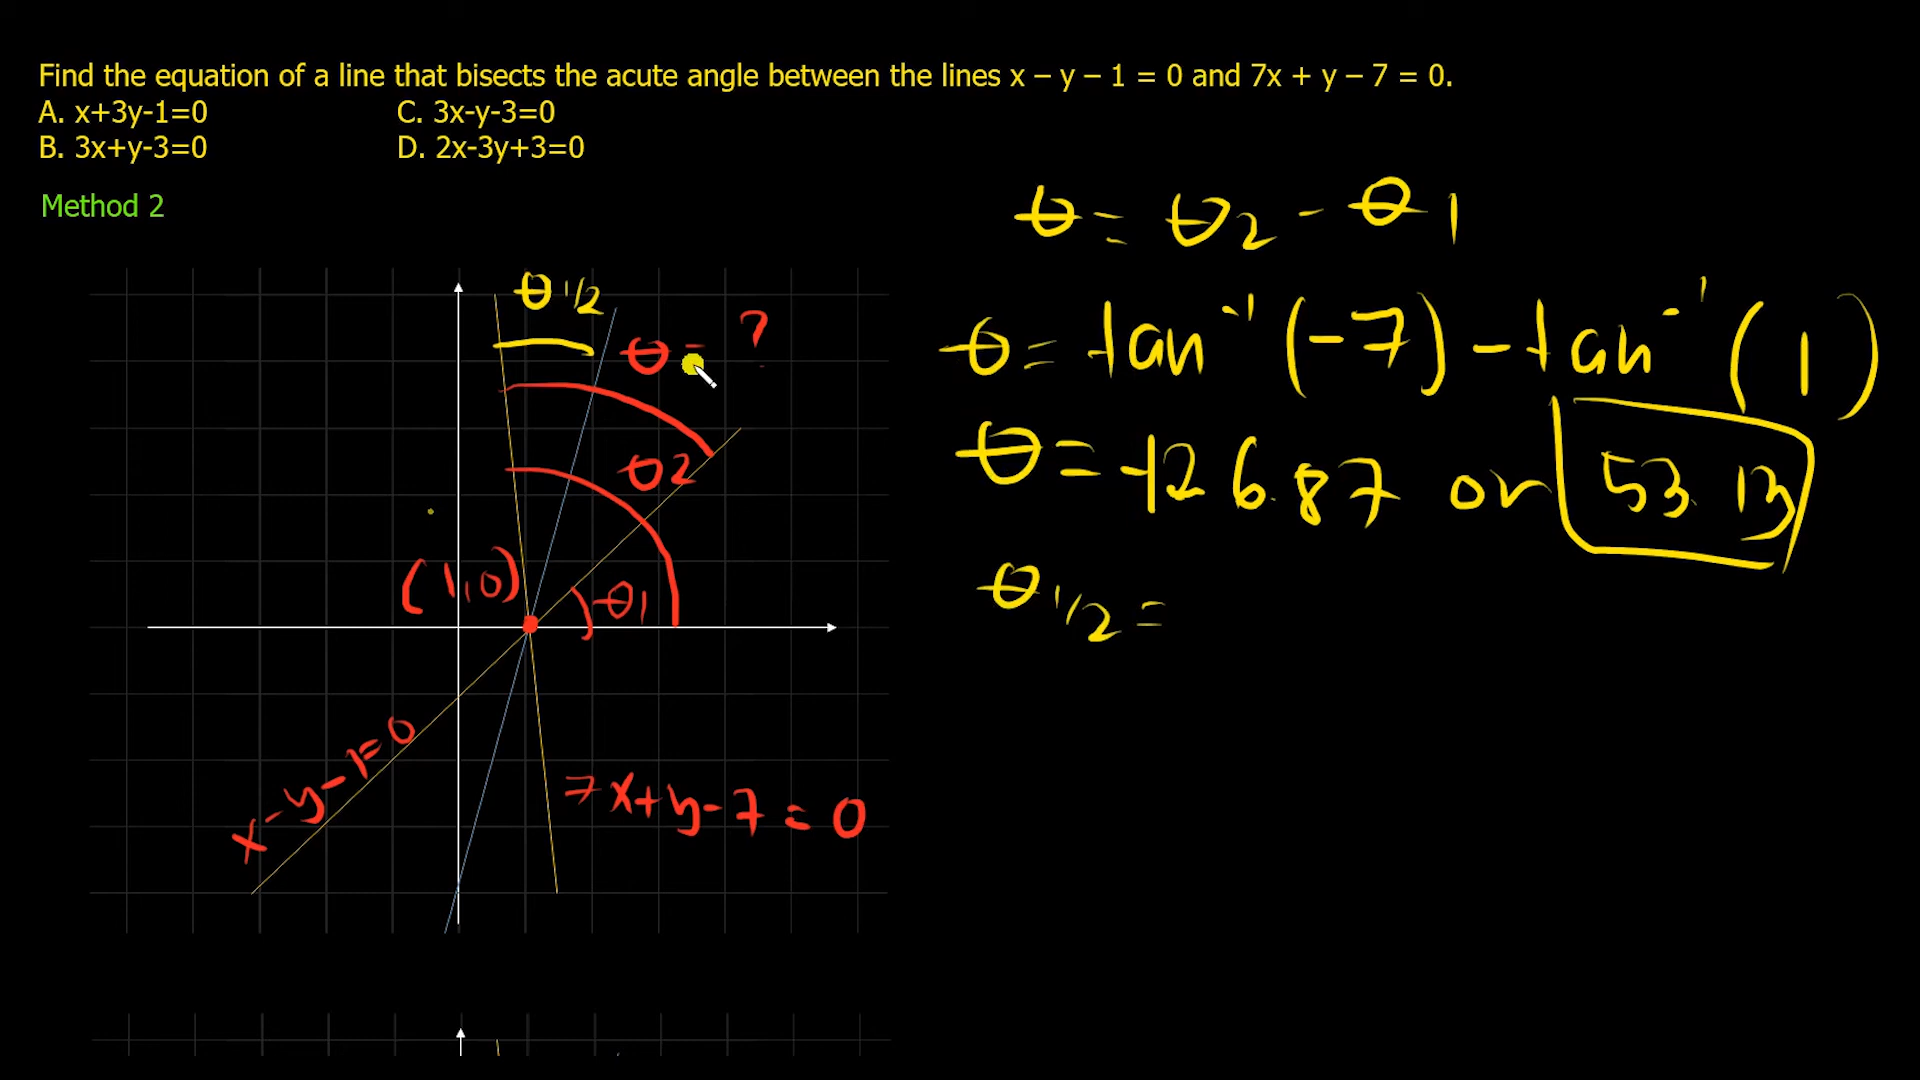 Find the equation of a line that bisects the acute angle between the lines x – y – 1 = 0 and 7x + y – 7 = 0.
A. x+3y-1=0 C. 3x-y-3=0
B. 3x+y-3=0 D. 2x-3y+3=0
Method 2
θ 1/2
θ = ?
θ2
(1,0)
θ1
x-y-1=0
7x+y-7=0
θ = θ2 - θ1
θ = tan⁻¹(-7) - tan⁻¹(1)
θ = -126.87 or 53.13
θ 1/2 =